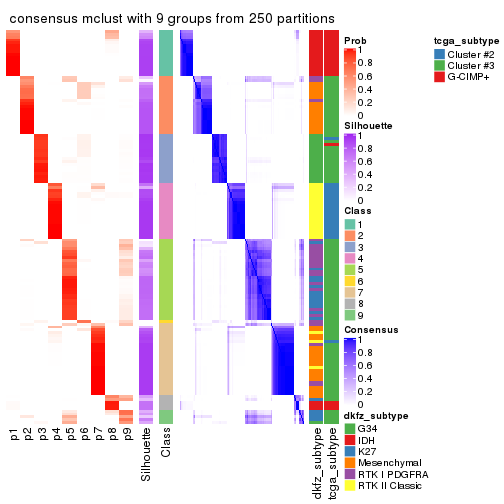 consensus mclust with 9 groups from 250 partitions
Prob
1
0.8
0.6
0.4
0.2
0
Silhouette
1
0.8
0.6
0.4
0.2
0
Class
1
2
3
4
5
6
7
8
9
Consensus
1
0.8
0.6
0.4
0.2
0
dkfz_subtype
G34
IDH
K27
Mesenchymal
RTK I PDGFRA
RTK II Classic
tcga_subtype
Cluster #2
Cluster #3
G-CIMP+
p1
p2
p3
p4
p5
p6
p7
p8
p9
Silhouette
Class
dkfz_subtype
tcga_subtype